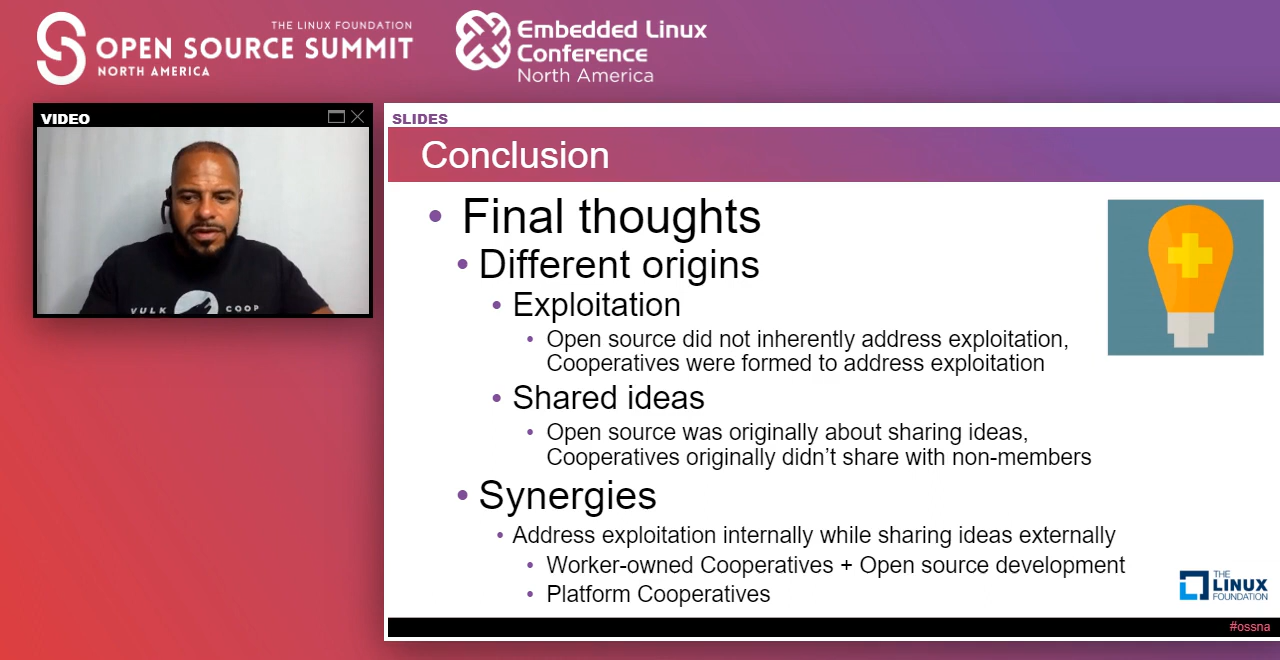 THE LINUX FOUNDATION
OPEN SOURCE SUMMIT
NORTH AMERICA
Embedded Linux
Conference
North America
VIDEO
VULK COOP
SLIDES
Conclusion
• Final thoughts
• Different origins
• Exploitation
• Open source did not inherently address exploitation,
Cooperatives were formed to address exploitation
• Shared ideas
• Open source was originally about sharing ideas,
Cooperatives originally didn’t share with non-members
• Synergies
• Address exploitation internally while sharing ideas externally
• Worker-owned Cooperatives + Open source development
• Platform Cooperatives
THE
LINUX
FOUNDATION
#ossna